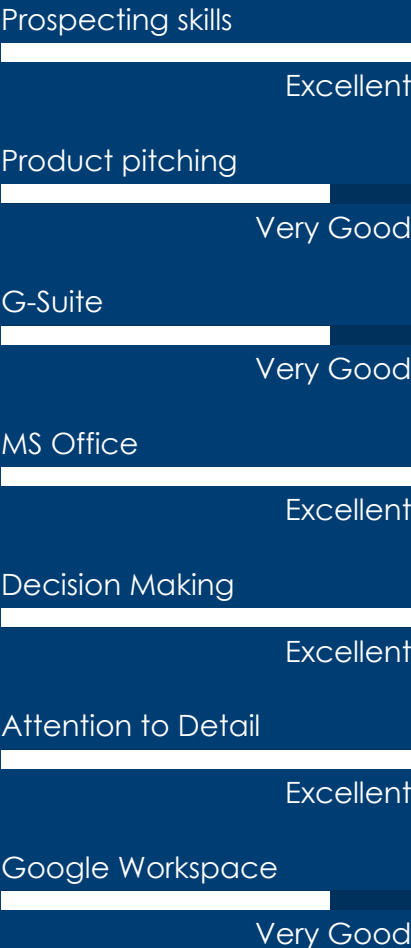 Prospecting skills
Excellent
Product pitching
Very Good
G-Suite
Very Good
MS Office
Excellent
Decision Making
Excellent
Attention to Detail
Excellent
Google Workspace
Very Good